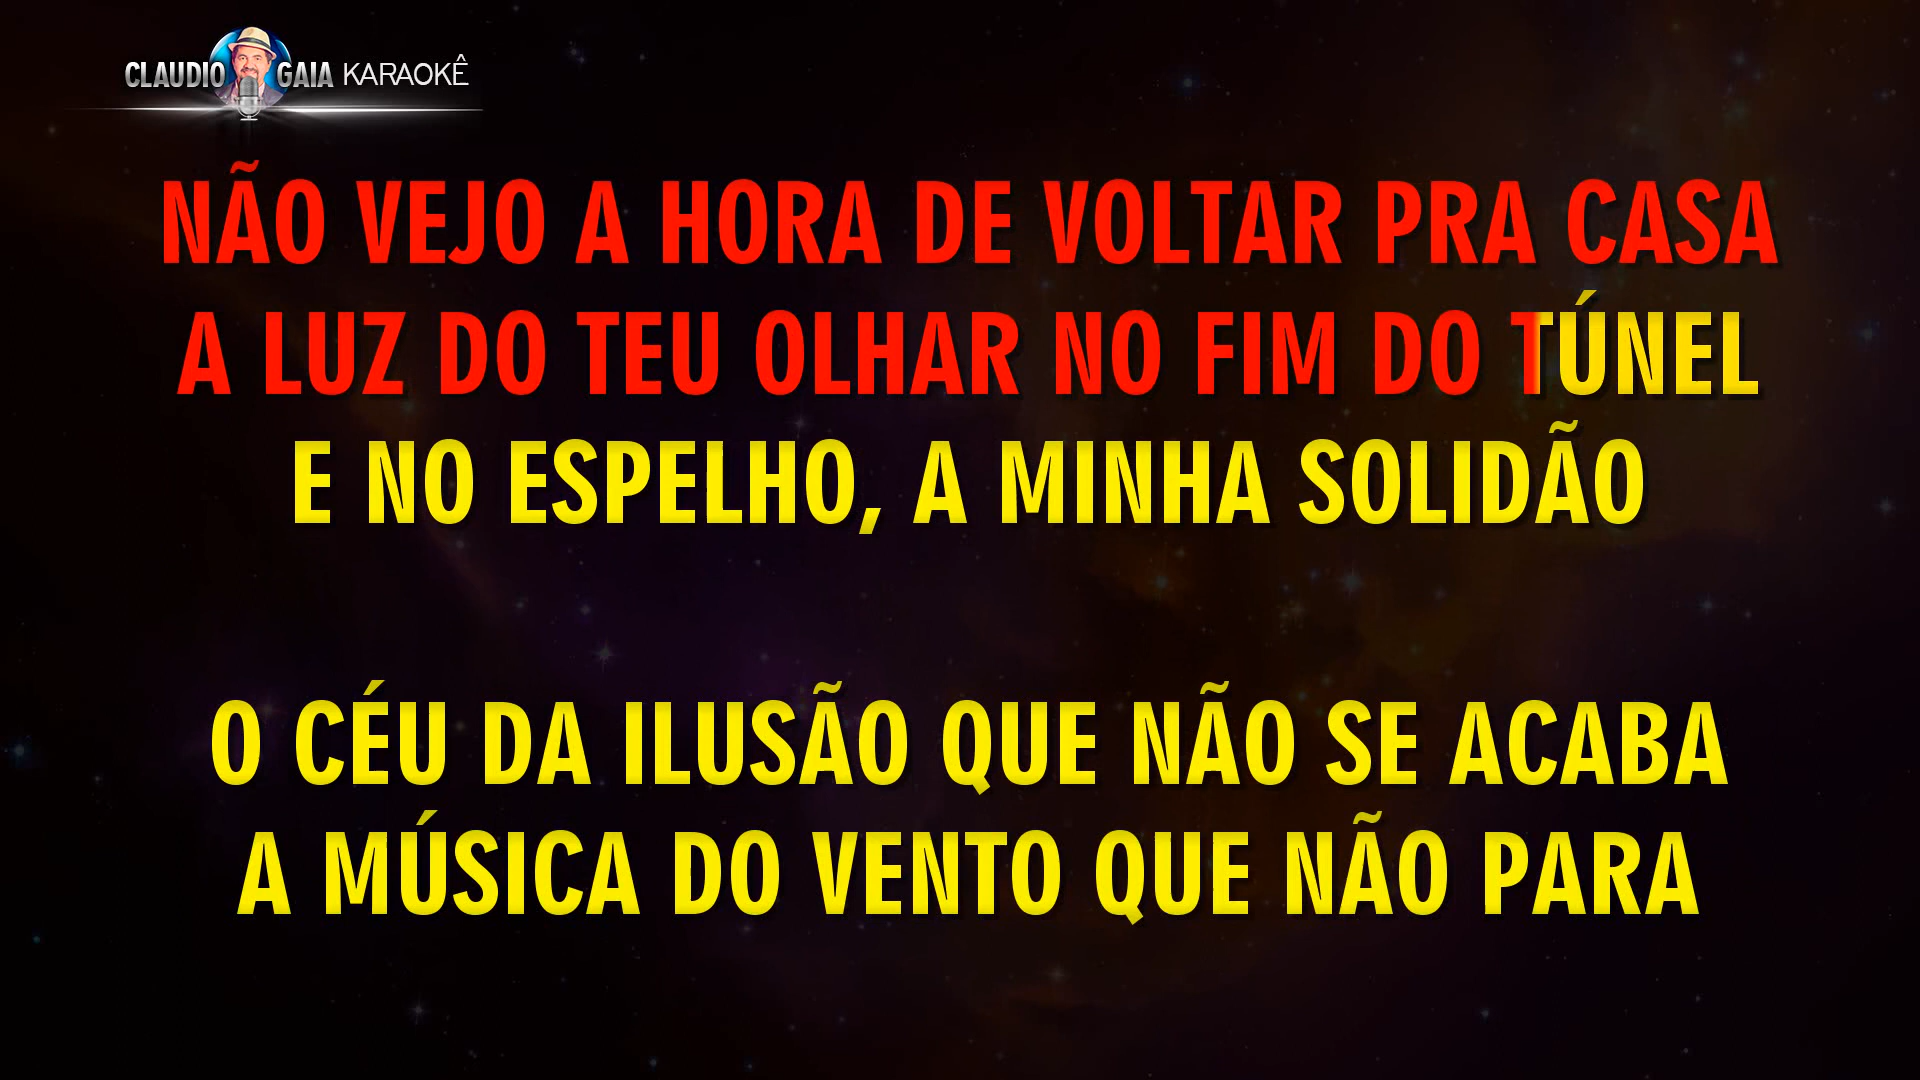 CLAUDIO GAIA KARAOKÊ
NÃO VEJO A HORA DE VOLTAR PRA CASA
A LUZ DO TEU OLHAR NO FIM DO TÚNEL
E NO ESPELHO, A MINHA SOLIDÃO
O CÉU DA ILUSÃO QUE NÃO SE ACABA
A MÚSICA DO VENTO QUE NÃO PARA